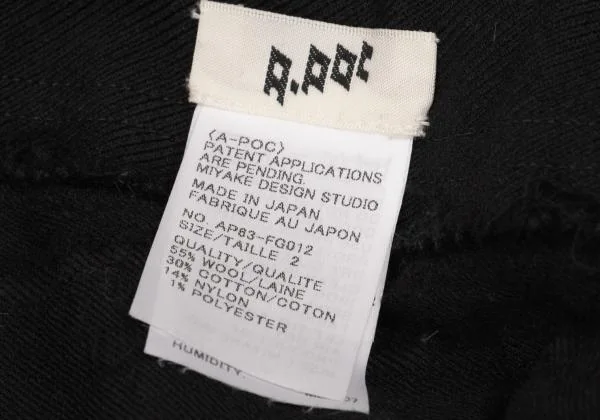 a.poc
(A-POC)
PATENT APPLICATIONS
ARE PENDING.
MIYAKE DESIGN STUDIO
MADE IN JAPAN
FABRIQUE AU JAPON
NO. AP83-FG012
SIZE/TAILLE 2
QUALITY/QUALITE
55% WOOL/LAINE
30% COTTON/COTON
14% NYLON
1% POLYESTER
HUMIDITY.